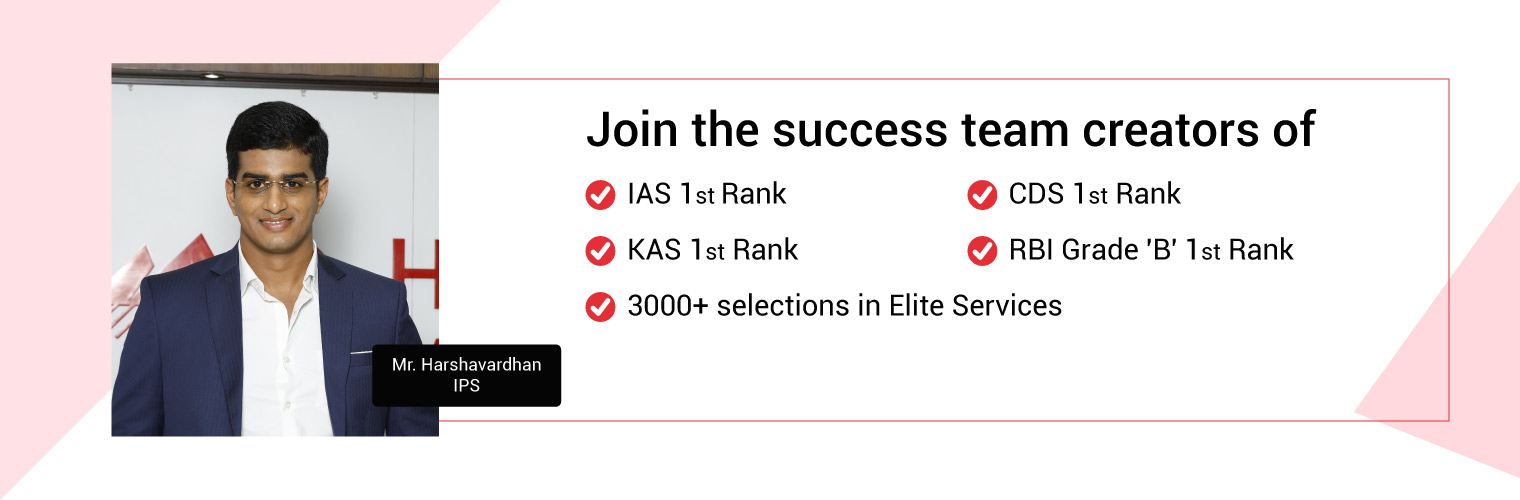 Join the success team creators of
IAS 1st Rank
CDS 1st Rank
KAS 1st Rank
RBI Grade 'B' 1st Rank
3000+ selections in Elite Services
Mr. Harshavardhan
IPS